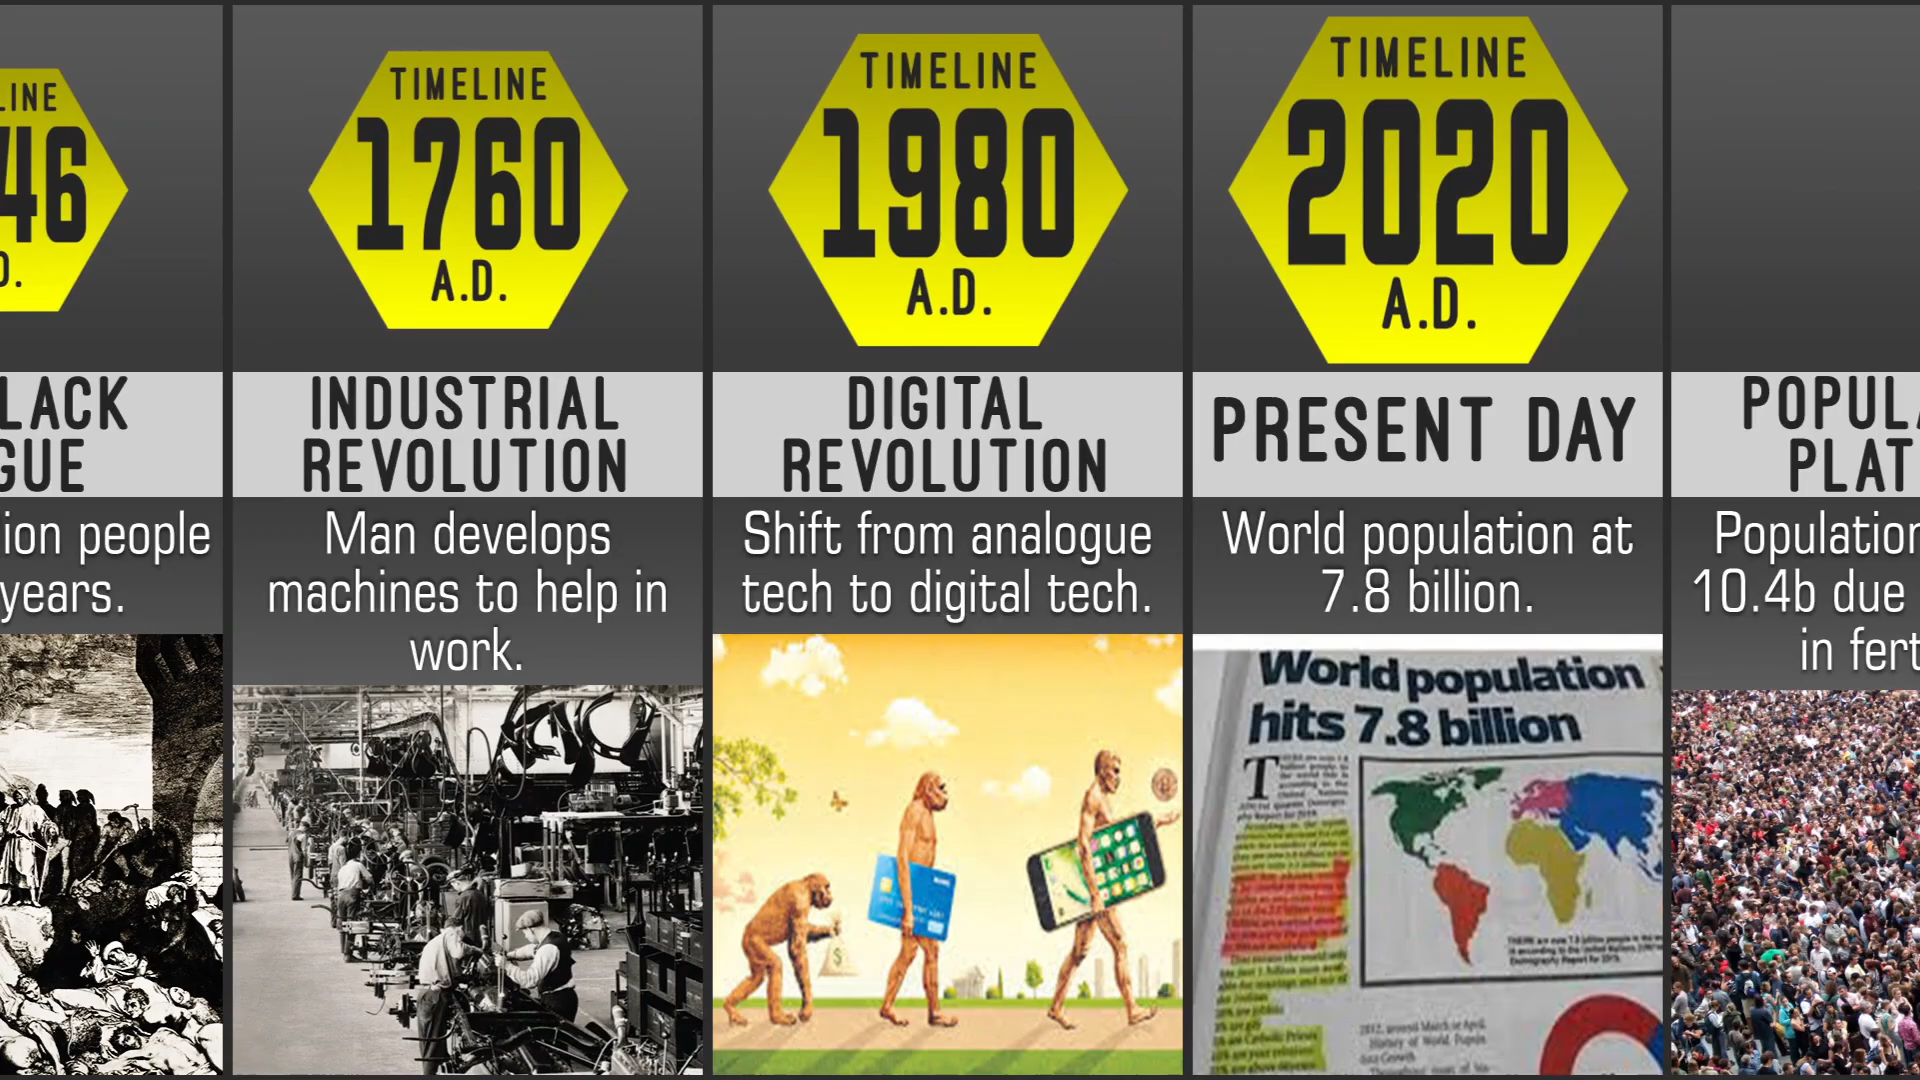 LINE
46
D.
LACK
GUE
ion people
years.
TIMELINE
1760
A.D.
INDUSTRIAL
REVOLUTION
Man develops
machines to help in
work.
TIMELINE
1980
A.D.
DIGITAL
REVOLUTION
Shift from analogue
tech to digital tech.
$
TIMELINE
2020
A.D.
PRESENT DAY
World population at
7.8 billion.
World population
hits 7.8 billion
POPULA
PLAT
Population
10.4b due
in fert